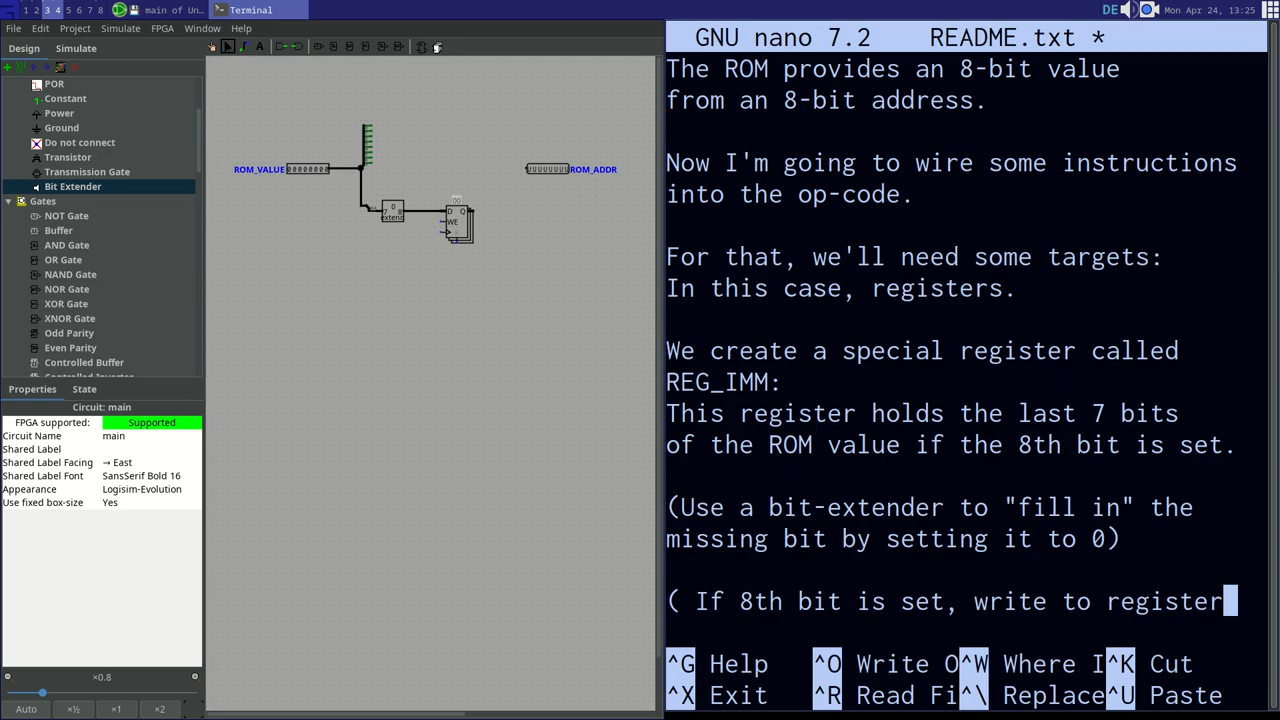 1 2 3 4 5 6 7 8 main of Un... Terminal DE Mon Apr 24, 13:25
File Edit Project Simulate FPGA Window Help
Design Simulate
POR
Constant
Power
Ground
Do not connect
Transistor
Transmission Gate
Bit Extender
Gates
NOT Gate
Buffer
AND Gate
OR Gate
NAND Gate
NOR Gate
XOR Gate
XNOR Gate
Odd Parity
Even Parity
Controlled Buffer
Controlled Inverter
Properties State
Circuit: main
FPGA supported: Supported
Circuit Name main
Shared Label
Shared Label Facing → East
Shared Label Font SansSerif Bold 16
Appearance Logisim-Evolution
Use fixed box-size Yes
×0.8
Auto ×½ ×1 ×2
ROM_VALUE 00000000
UUUUUUUU ROM_ADDR
0
7 8
extend
00
D Q
WE
R
GNU nano 7.2 README.txt *
The ROM provides an 8-bit value
from an 8-bit address.
Now I'm going to wire some instructions
into the op-code.
For that, we'll need some targets:
In this case, registers.
We create a special register called
REG_IMM:
This register holds the last 7 bits
of the ROM value if the 8th bit is set.
(Use a bit-extender to "fill in" the
missing bit by setting it to 0)
( If 8th bit is set, write to register
^G Help ^O Write O^W Where I^K Cut
^X Exit ^R Read Fi^\ Replace^U Paste